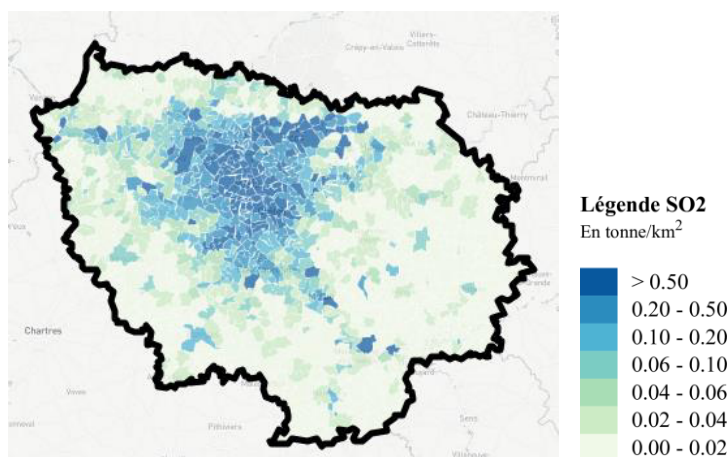 Villers-
Cotterêts
Crépy-en-Valois
Château-Thierry
Montmirail
Légende SO2
En tonne/km²
> 0.50
0.20 - 0.50
0.10 - 0.20
0.06 - 0.10
0.04 - 0.06
0.02 - 0.04
0.00 - 0.02
Chartres
Sens
Pithiviers